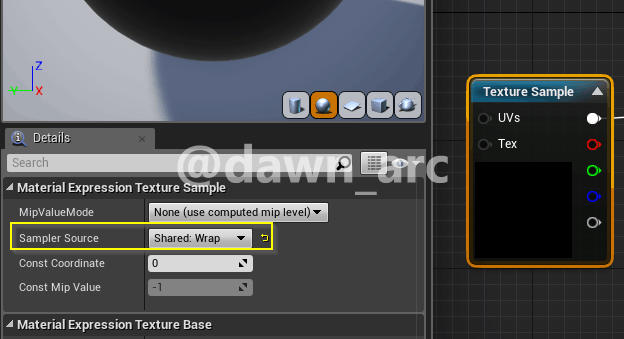 Z
Y
X
Texture Sample
UVs
Tex
Details
Search
@dawn_arc
Material Expression Texture Sample
MipValueMode
None (use computed mip level)
Sampler Source
Shared: Wrap
Const Coordinate
0
Const Mip Value
-1
Material Expression Texture Base